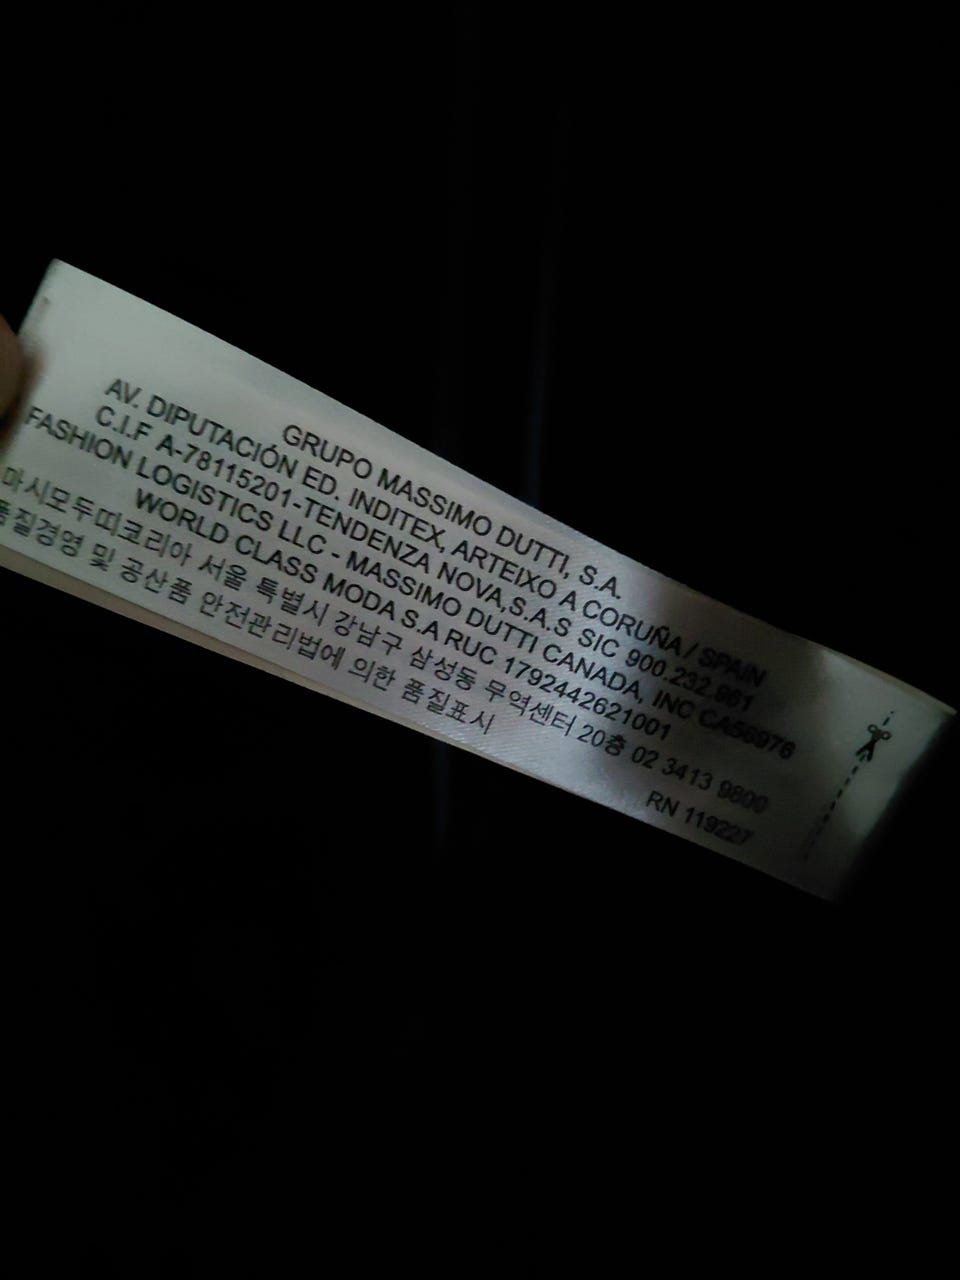 GRUPO MASSIMO DUTTI, S.A.
AV. DIPUTACIÓN ED. INDITEX, ARTEIXO A CORUÑA / SPAIN
C.I.F A-78115201-TENDENZA NOVA,S.A.S SIC 900.232.961
FASHION LOGISTICS LLC - MASSIMO DUTTI CANADA, INC CA56976
WORLD CLASS MODA S.A RUC 1792442621001
마시모두띠코리아 서울 특별시 강남구 삼성동 무역센터 20층 02 3413 9800
품질경영 및 공산품 안전관리법에 의한 품질표시
RN 119227